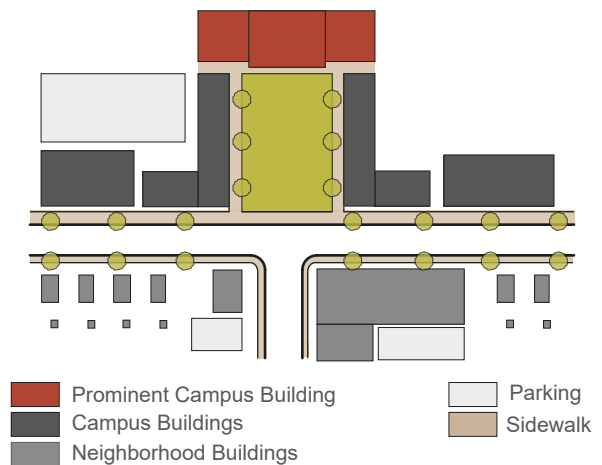 Prominent Campus Building
Campus Buildings
Neighborhood Buildings
Parking
Sidewalk